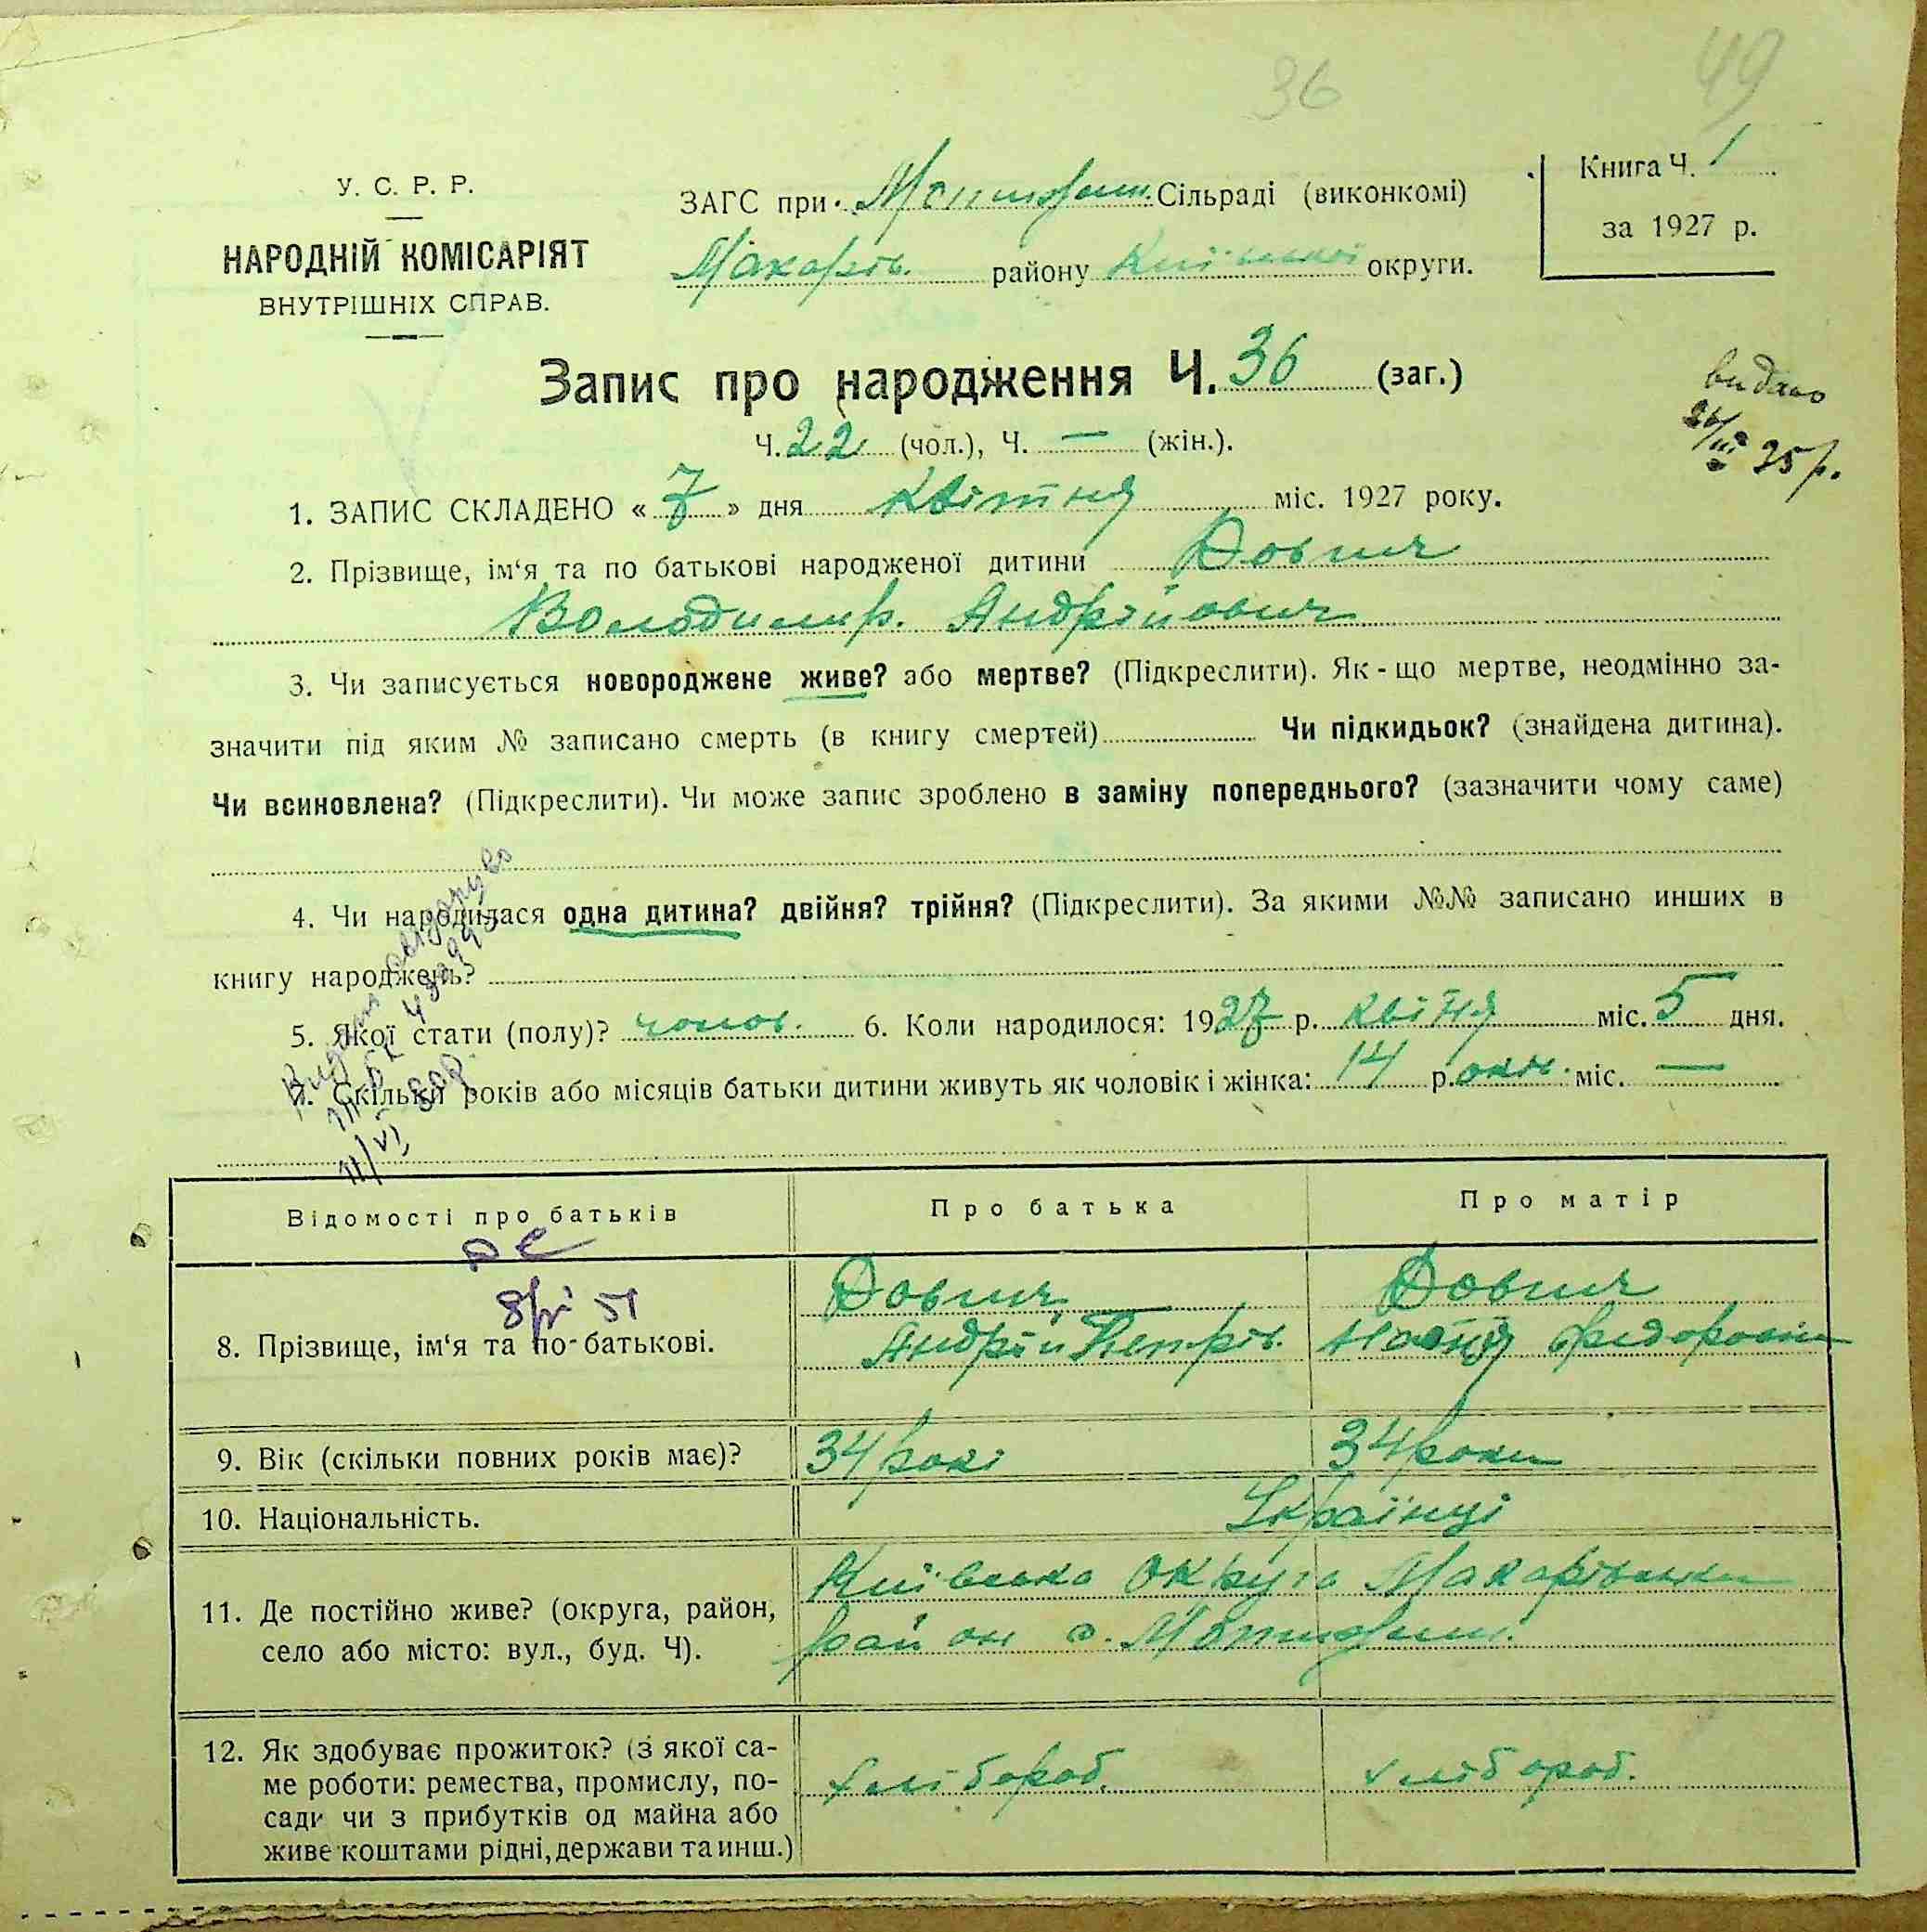 36
49
У. С. Р. Р.
НАРОДНІЙ КОМІСАРІЯТ
ВНУТРІШНІХ СПРАВ.
ЗАГС при Сільраді (виконкомі)
Макарів. району Київської округи.
Книга Ч. 1
за 1927 р.
Запис про народження Ч. 36 (заг.)
Ч. 22 (чол.), Ч. — (жін.).
видано
35 р.
1. ЗАПИС СКЛАДЕНО « 7 » дня Квітня міс. 1927 року.
2. Прізвище, ім‘я та по батькові народженої дитини Довгич
Володимир. Андрійович
3. Чи записується новороджене живе? або мертве? (Підкреслити). Як - що мертве, неодмінно за-
значити під яким № записано смерть (в книгу смертей) Чи підкидьок? (знайдена дитина).
Чи всиновлена? (Підкреслити). Чи може запис зроблено в заміну попереднього? (зазначити чому саме)
4. Чи народилася одна дитина? двійня? трійня? (Підкреслити). За якими №№ записано инших в
книгу народжень?
5. Якої стати (полу)? чолов. 6. Коли народилося: 1927 р. квітня міс. 5 дня.
7. Скільки років або місяців батьки дитини живуть як чоловік і жінка: 14 р. міс. —
Відомості про батьків Про батька Про матір
8. Прізвище, ім‘я та по-батькові.
Довгич Довгич
Андрій Петрів. Федоровни
9. Вік (скільки повних років має)? 34 рокі 34 роки
10. Національність. Українці
11. Де постійно живе? (округа, район,
село або місто: вул., буд. Ч).
Київська округа Макарівський
район с.
12. Як здобуває прожиток? (з якої са-
ме роботи: ремества, промислу, по-
сади чи з прибутків од майна або
живе коштами рідні, держави та инш.)
хлібороб. хлібороб.